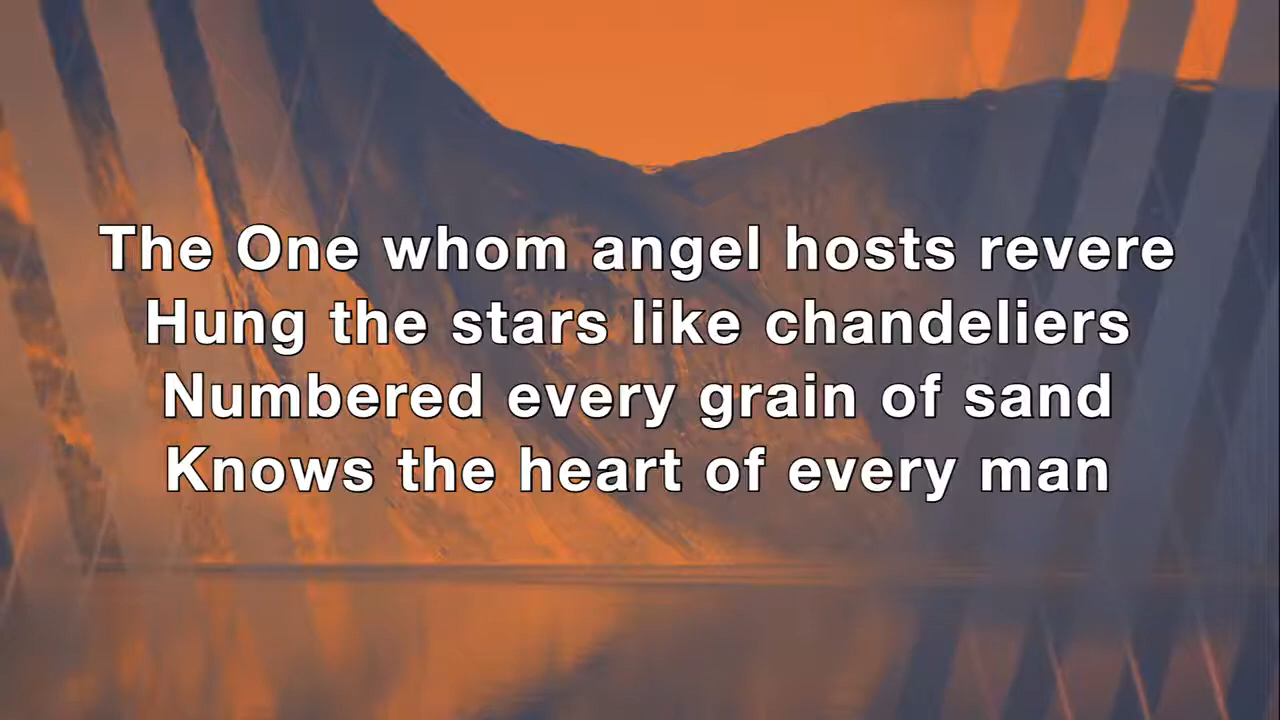 The One whom angel hosts revere
Hung the stars like chandeliers
Numbered every grain of sand
Knows the heart of every man